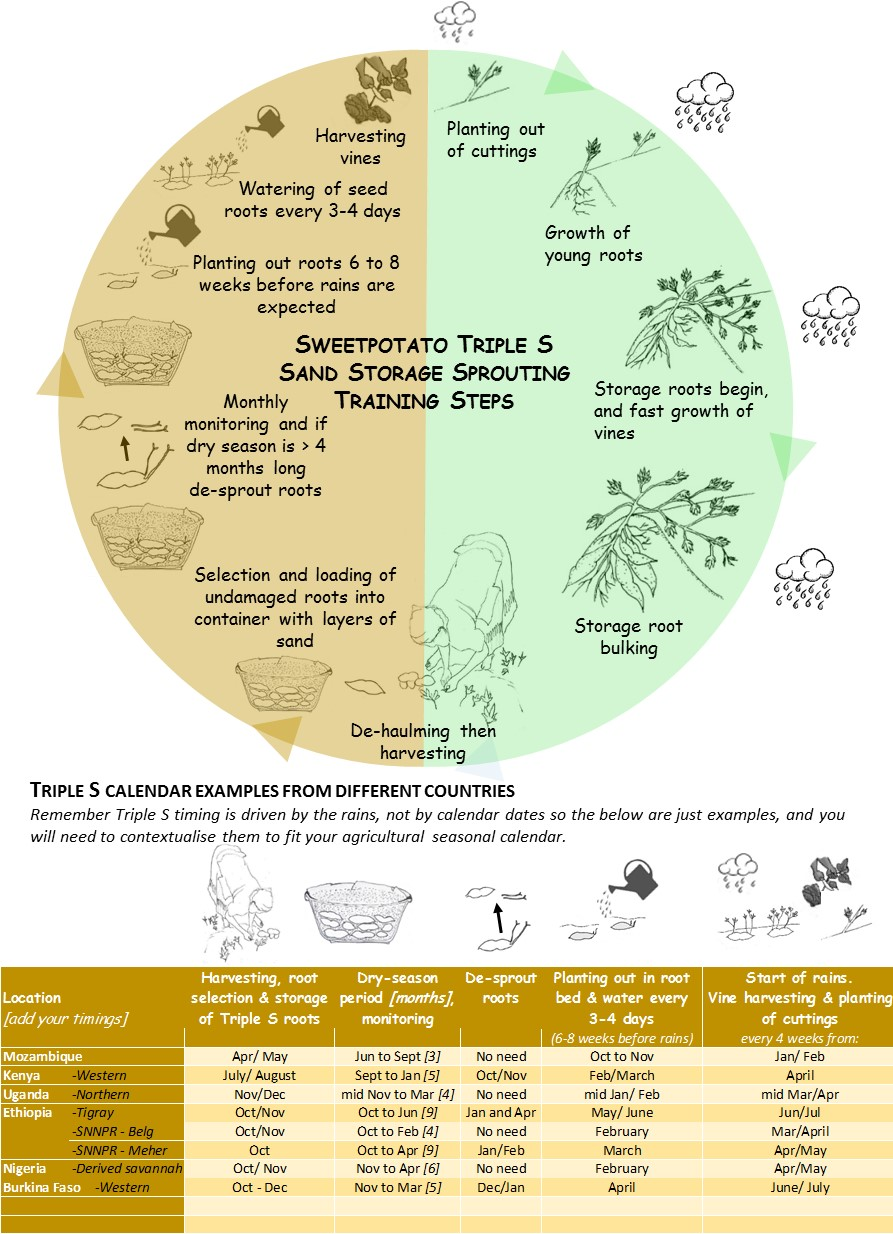 Harvesting
vines
Planting out
of cuttings
Watering of seed
roots every 3-4 days
Growth of
young roots
Planting out roots 6 to 8
weeks before rains are
expected
SWEETPOTATO TRIPLE S
SAND STORAGE SPROUTING
TRAINING STEPS
Storage roots begin,
and fast growth of
vines
Monthly
monitoring and if
dry season is > 4
months long
de-sprout roots
Selection and loading of
undamaged roots into
container with layers of
sand
Storage root
bulking
De-haulming then
harvesting
TRIPLE S CALENDAR EXAMPLES FROM DIFFERENT COUNTRIES
Remember Triple S timing is driven by the rains, not by calendar dates so the below are just examples, and you
will need to contextualise them to fit your agricultural seasonal calendar.
Location
[add your timings]
Harvesting, root
selection & storage
of Triple S roots
Dry-season
period [months],
monitoring
De-sprout
roots
Planting out in root
bed & water every
3-4 days
(6-8 weeks before rains)
Start of rains.
Vine harvesting & planting
of cuttings
every 4 weeks from:
Mozambique Apr/ May Jun to Sept [3] No need Oct to Nov Jan/ Feb
Kenya -Western July/ August Sept to Jan [5] Oct/Nov Feb/March April
Uganda -Northern Nov/Dec mid Nov to Mar [4] No need mid Jan/ Feb mid Mar/Apr
Ethiopia -Tigray Oct/Nov Oct to Jun [9] Jan and Apr May/ June Jun/Jul
-SNNPR - Belg Oct/Nov Oct to Feb [4] No need February Mar/April
-SNNPR - Meher Oct Oct to Apr [9] Jan/Feb March Apr/May
Nigeria -Derived savannah Oct/ Nov Nov to Apr [6] No need February Apr/May
Burkina Faso -Western Oct - Dec Nov to Mar [5] Dec/Jan April June/ July